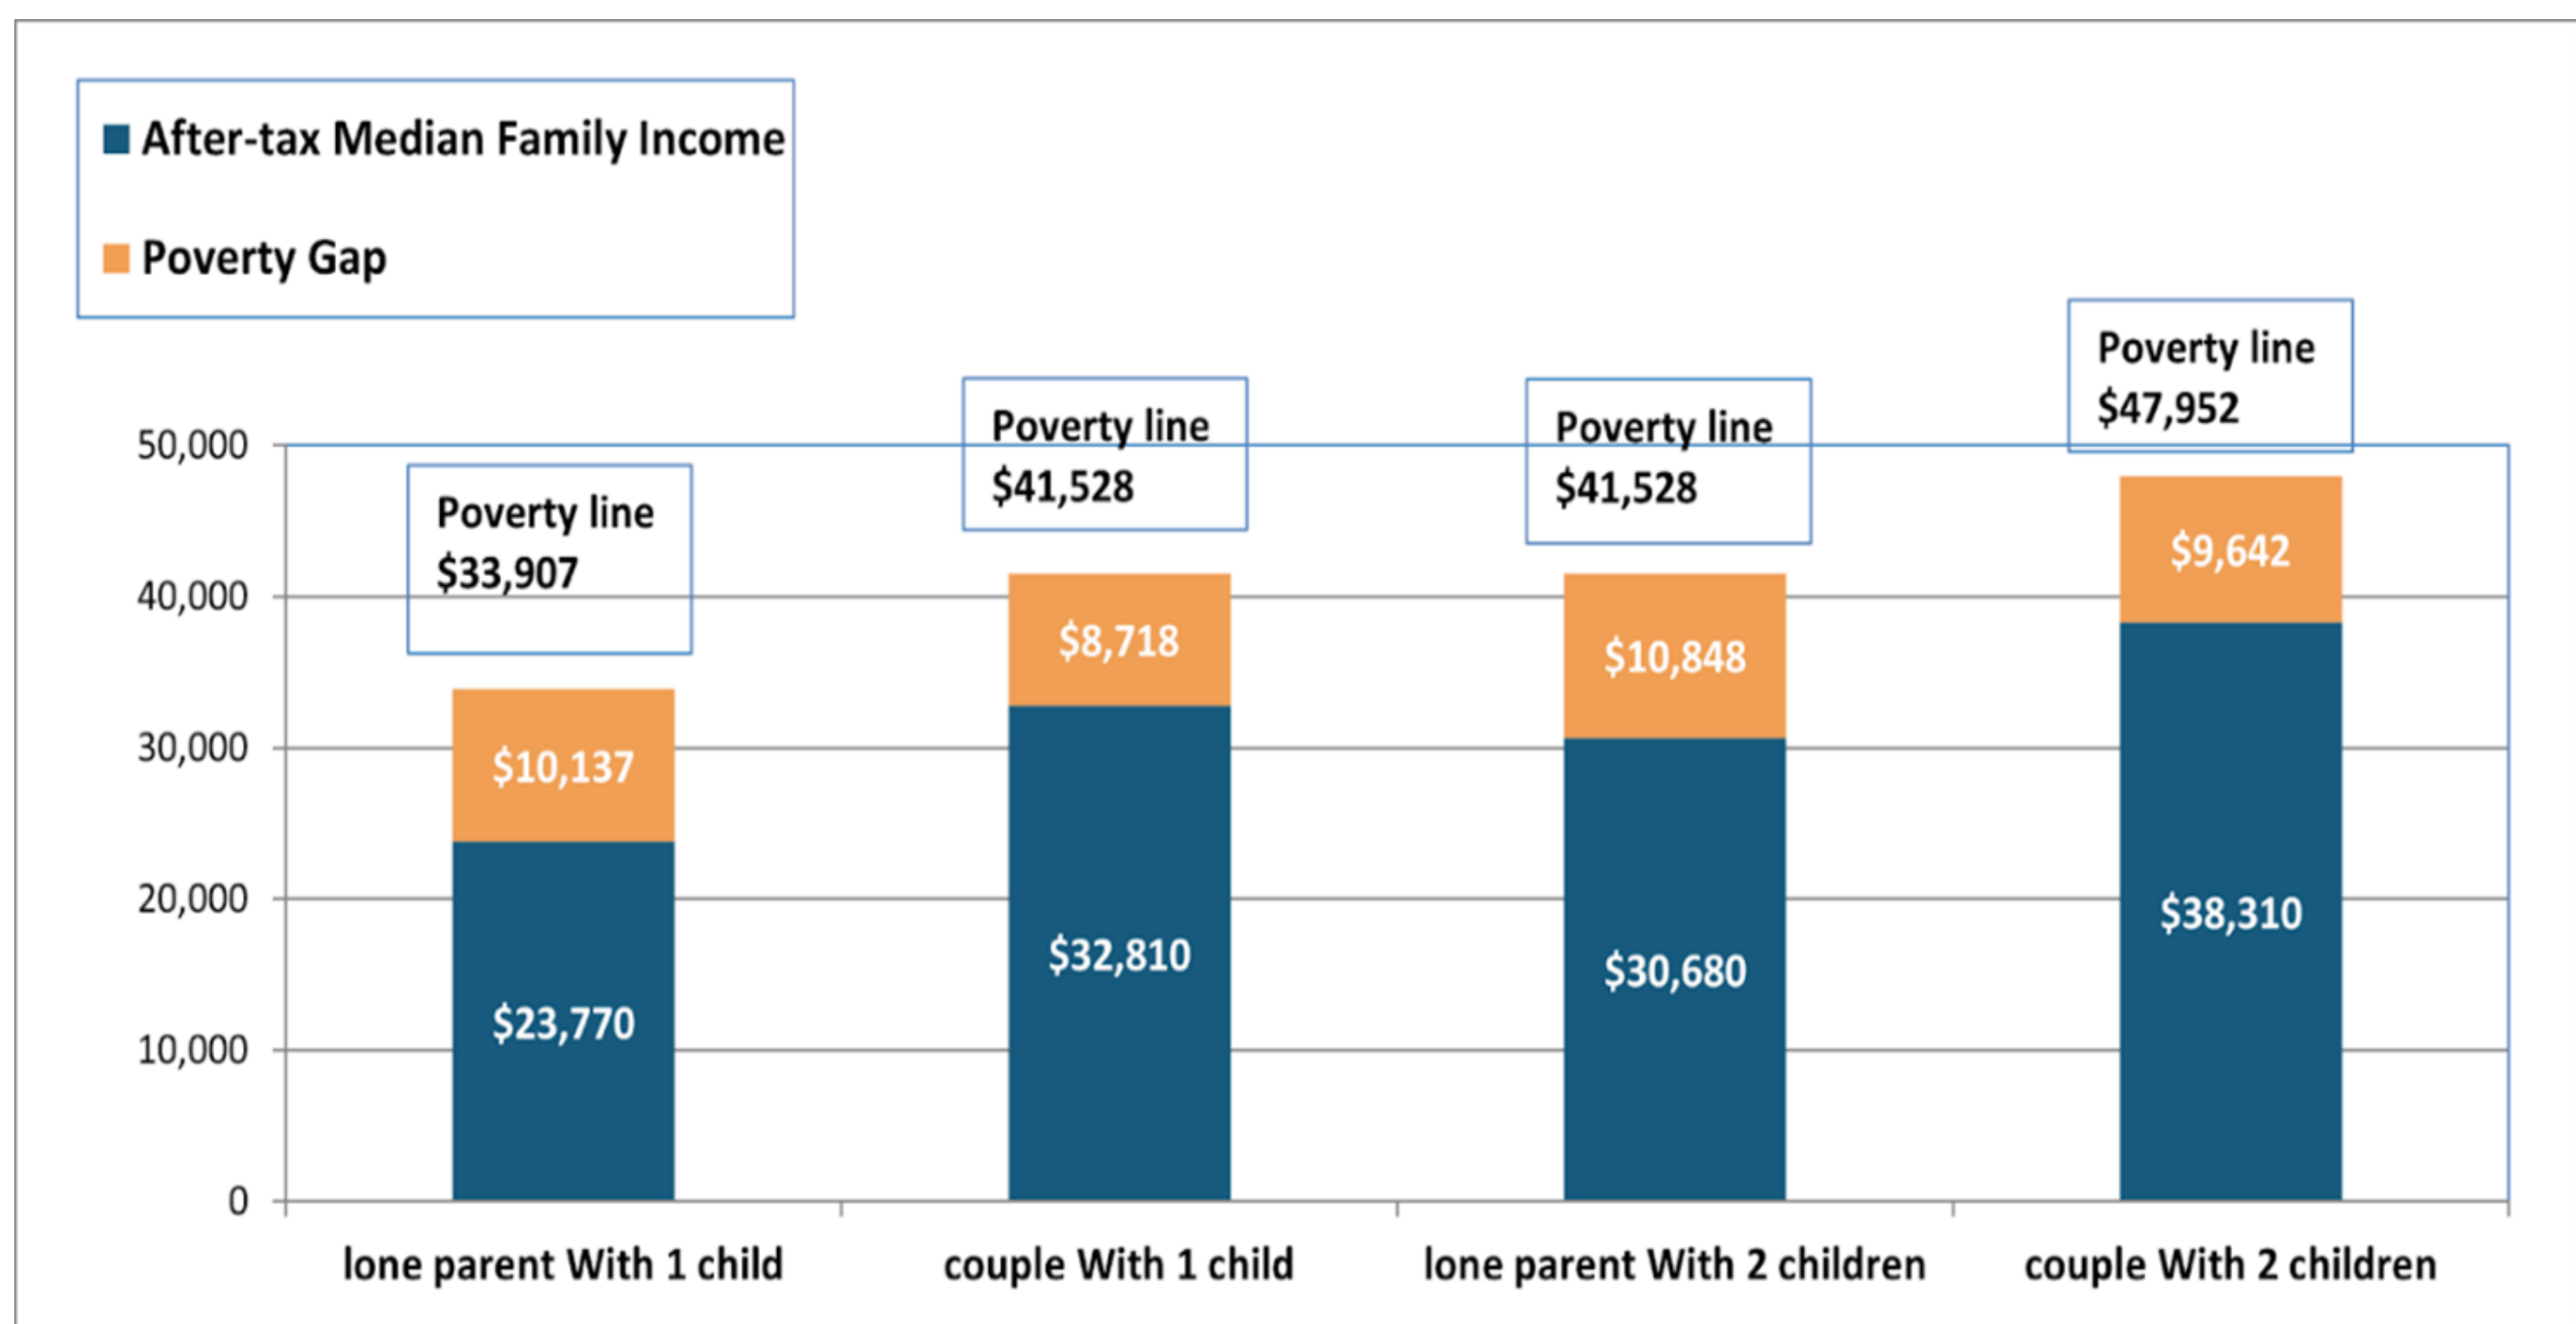 After-tax Median Family Income
Poverty Gap
Poverty line
$47,952
Poverty line
$41,528
Poverty line
$41,528
Poverty line
$33,907
50,000
40,000
30,000
20,000
10,000
0
$10,137
$23,770
$8,718
$32,810
$10,848
$30,680
$9,642
$38,310
lone parent With 1 child
couple With 1 child
lone parent With 2 children
couple With 2 children